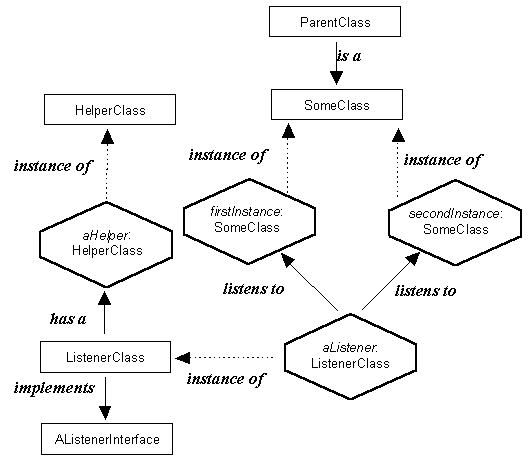 ParentClass
is a
HelperClass
SomeClass
instance of
instance of
instance of
aHelper:
HelperClass
firstInstance:
SomeClass
secondInstance:
SomeClass
listens to
listens to
has a
ListenerClass
aListener:
ListenerClass
implements
instance of
AListenerInterface